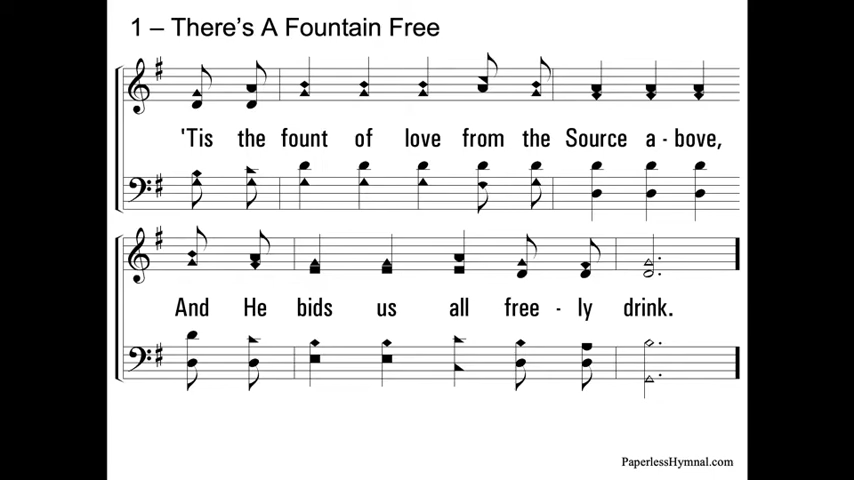 1 – There's A Fountain Free
'Tis the fount of love from the Source a - bove,
And He bids us all free - ly drink.
PaperlessHymnal.com